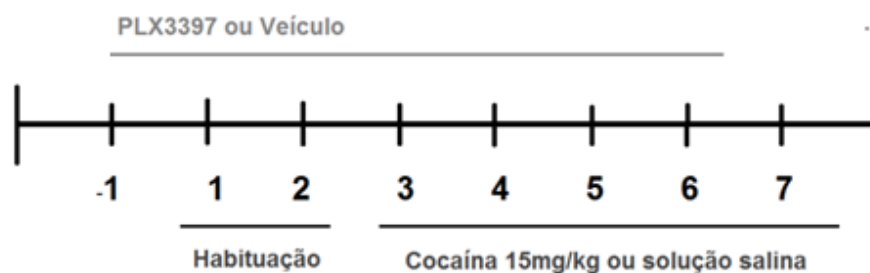 PLX3397 ou Veículo
-1 1 2 3 4 5 6 7
Habituação Cocaína 15mg/kg ou solução salina